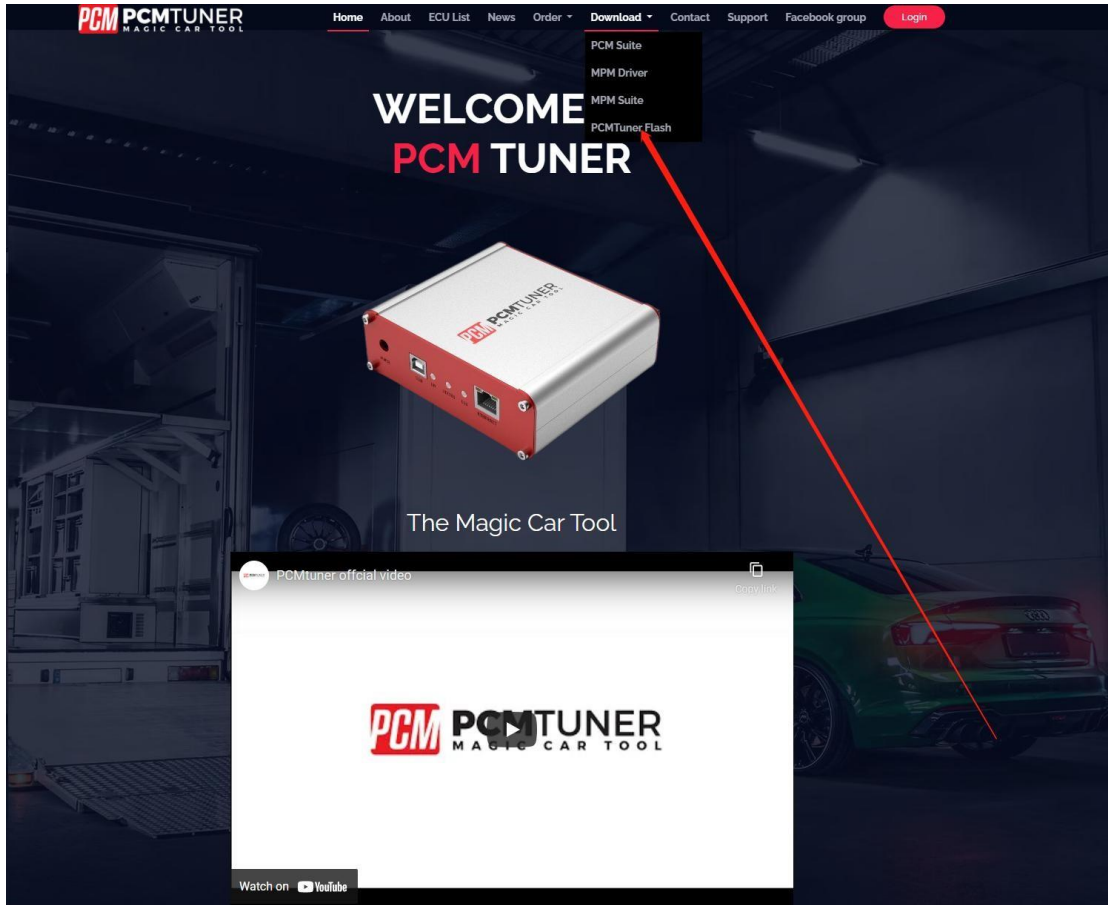 PCM PCMTUNER
MAGIC CAR TOOL
Home About ECU List News Order Download Contact Support Facebook group Login
PCM Suite
MPM Driver
MPM Suite
PCMTuner Flash
WELCOME
PCM TUNER
PCM PCMTUNER
MAGIC CAR TOOL
The Magic Car Tool
PCMtuner offcial video
Copy link
PCM PCMTUNER
MAGIC CAR TOOL
Watch on YouTube